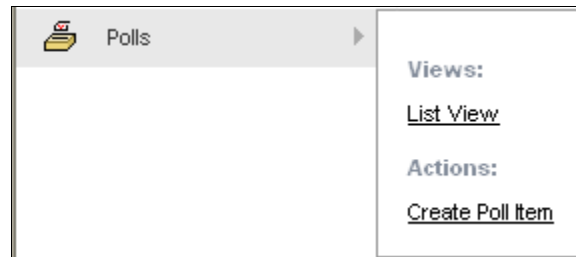 Polls
Views:
List View
Actions:
Create Poll Item